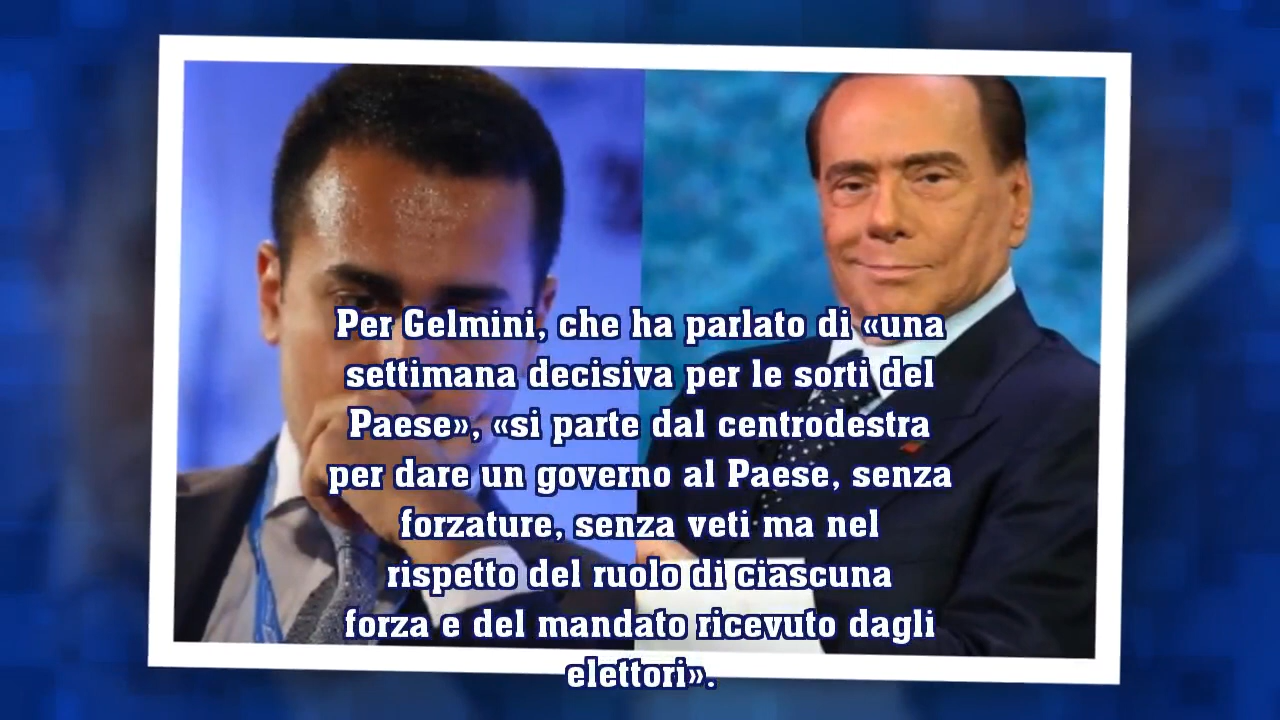 Per Gelmini, che ha parlato di «una
settimana decisiva per le sorti del
Paese», «si parte dal centrodestra
per dare un governo al Paese, senza
forzature, senza veti ma nel
rispetto del ruolo di ciascuna
forza e del mandato ricevuto dagli
elettori».